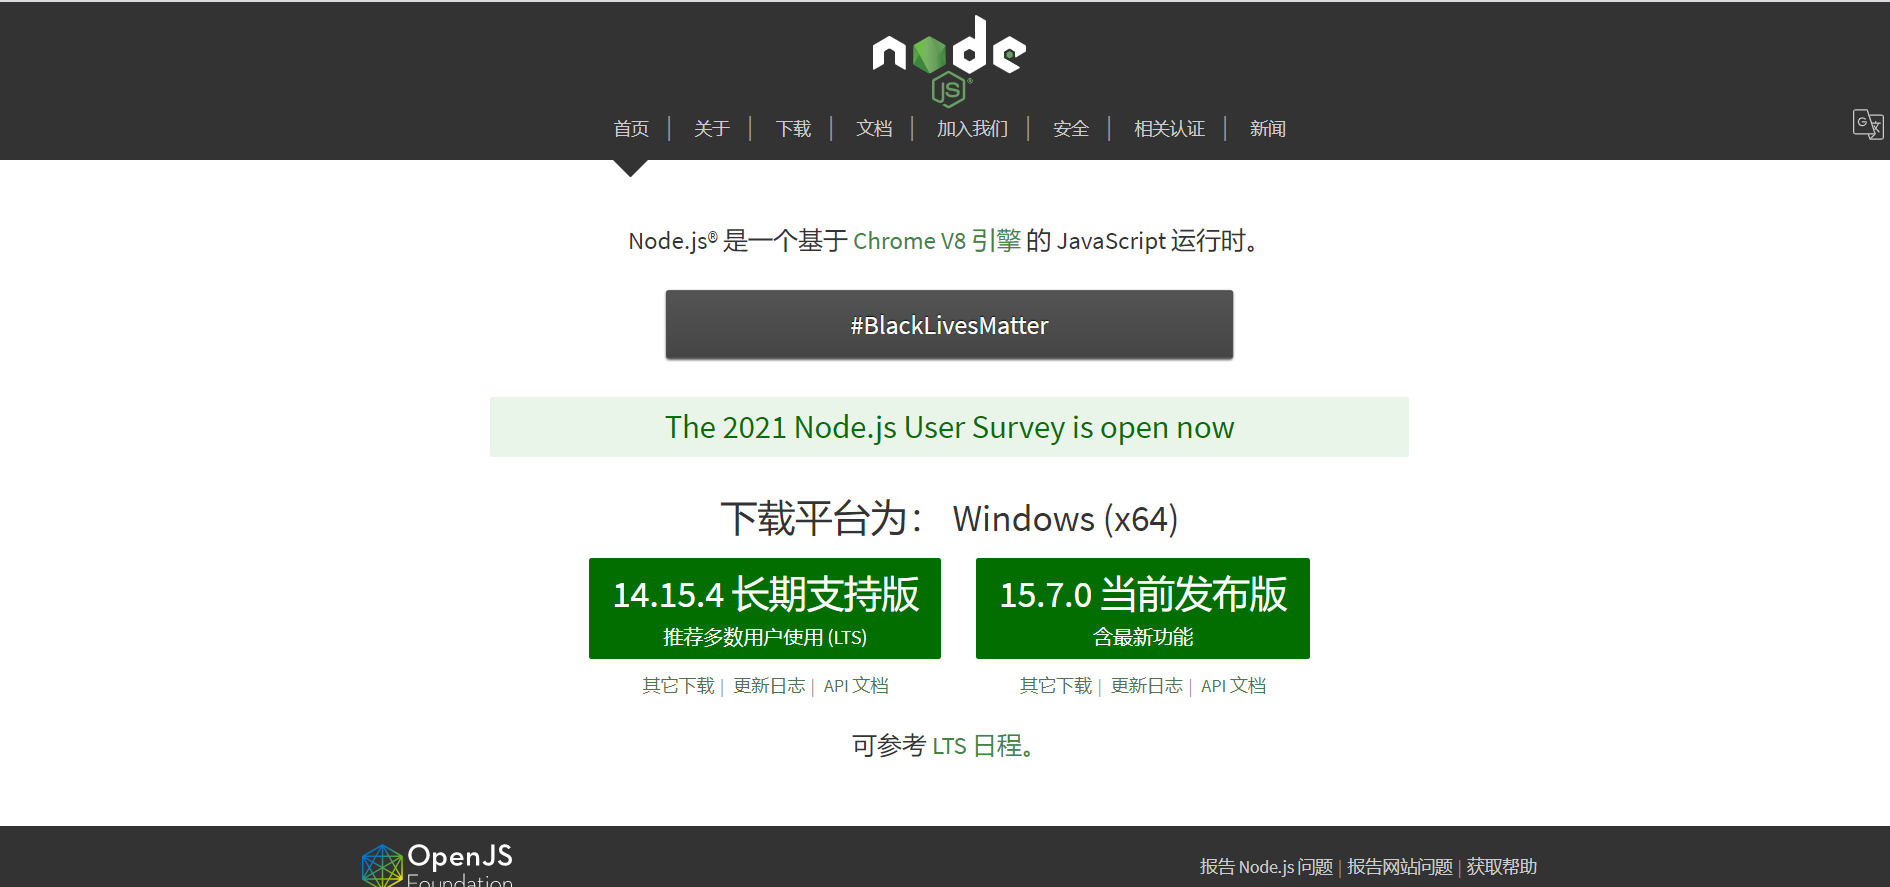 node
JS®
首页 | 关于 | 下载 | 文档 | 加入我们 | 安全 | 相关认证 | 新闻
G文
Node.js® 是一个基于 Chrome V8 引擎 的 JavaScript 运行时。
#BlackLivesMatter
The 2021 Node.js User Survey is open now
下载平台为： Windows (x64)
14.15.4 长期支持版
推荐多数用户使用 (LTS)
15.7.0 当前发布版
含最新功能
其它下载 | 更新日志 | API 文档
其它下载 | 更新日志 | API 文档
可参考 LTS 日程。
OpenJS
Foundation
报告 Node.js 问题 | 报告网站问题 | 获取帮助